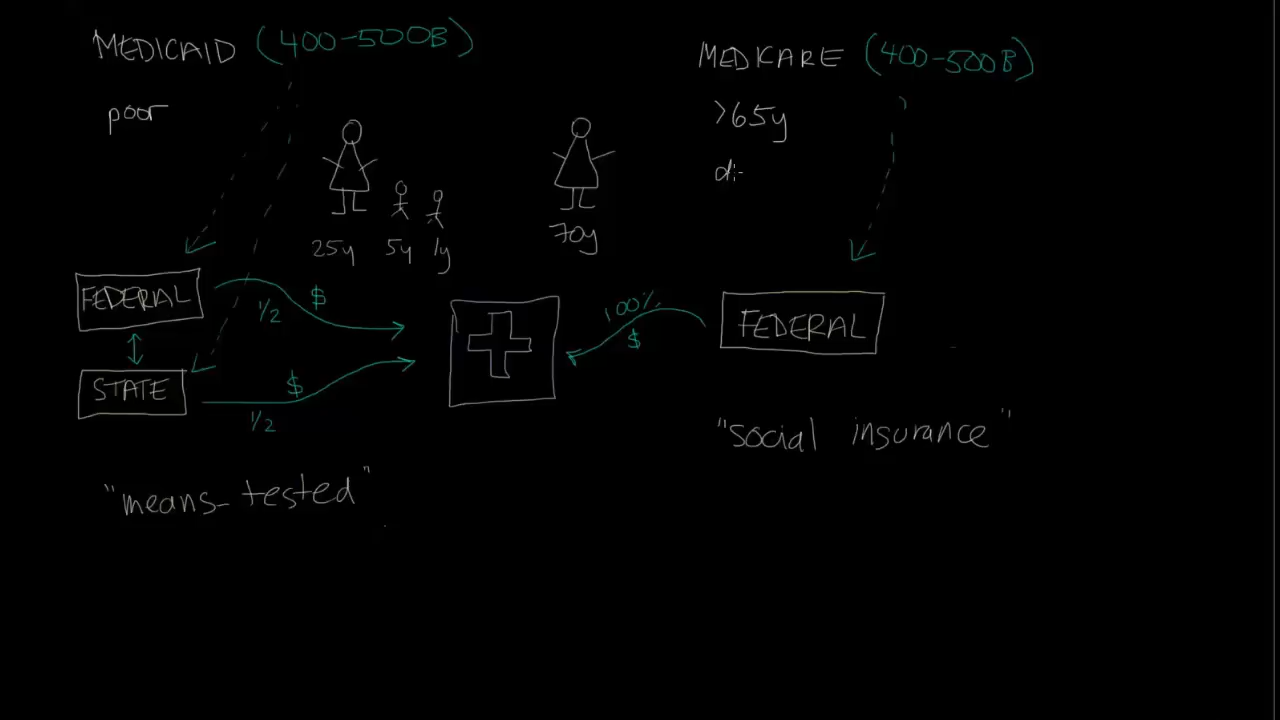 MEDICAID (400-500B)
poor
25y 5y 1y
FEDERAL
1/2 $
STATE
1/2 $
"means-tested"
70y
MEDICARE (400-500B)
>65y
di-
100%
$
FEDERAL
"social insurance"